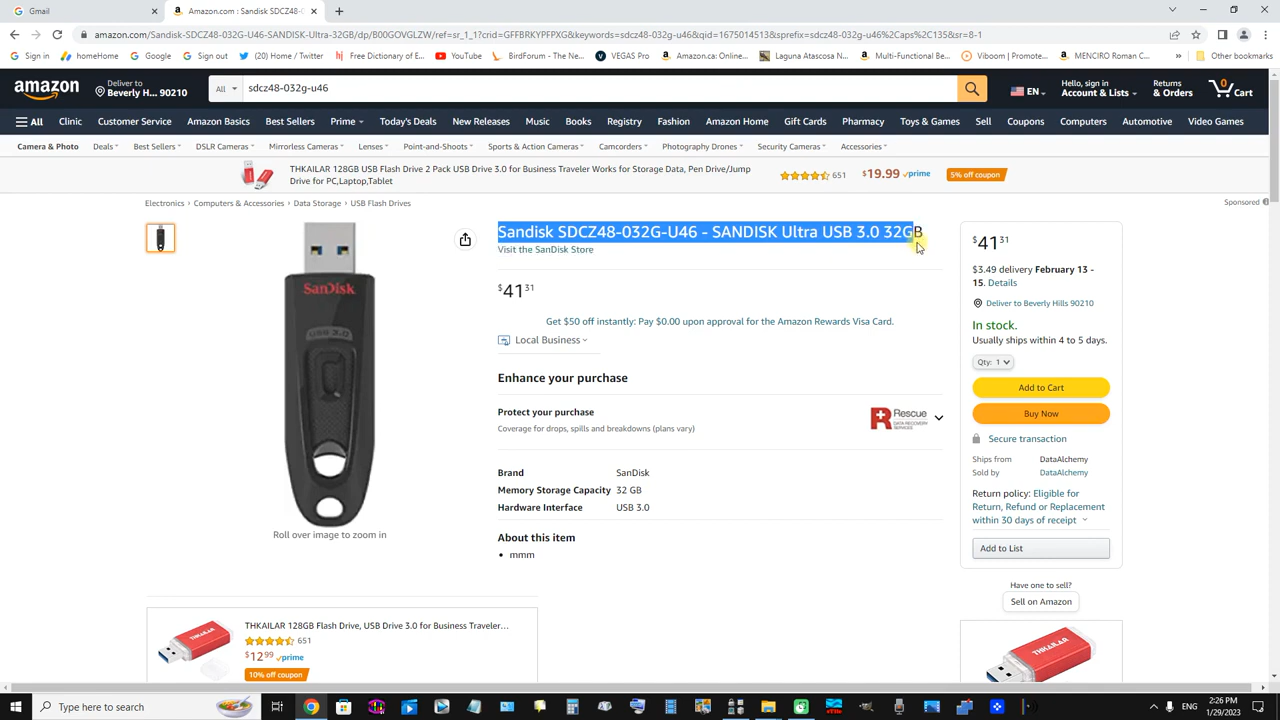 Gmail
Amazon.com : Sandisk SDCZ48-0
amazon.com/Sandisk-SDCZ48-032G-U46-SANDISK-Ultra-32GB/dp/B00GOVGLZW/ref=sr_1_1?crid=GFFBRKYPFPXG&keywords=sdcz48-032g-u46&qid=1675014513&sprefix=sdcz48-032g-u46%2Caps%2C135&sr=8-1
Sign in
homeHome
Google
Sign out
(20) Home / Twitter
Free Dictionary of E...
YouTube
BirdForum - The Ne...
VEGAS Pro
Amazon.ca: Online...
Laguna Atascosa N...
Multi-Functional Be...
Viboom | Promote...
MENCIRO Roman C...
Other bookmarks
amazon
Deliver to
Beverly H... 90210
All
sdcz48-032g-u46
EN
Hello, sign in
Account & Lists
Returns
& Orders
0
Cart
All
Clinic
Customer Service
Amazon Basics
Best Sellers
Prime
Today's Deals
New Releases
Music
Books
Registry
Fashion
Amazon Home
Gift Cards
Pharmacy
Toys & Games
Sell
Coupons
Computers
Automotive
Video Games
Camera & Photo
Deals
Best Sellers
DSLR Cameras
Mirrorless Cameras
Lenses
Point-and-Shoots
Sports & Action Cameras
Camcorders
Photography Drones
Security Cameras
Accessories
THKAILAR 128GB USB Flash Drive 2 Pack USB Drive 3.0 for Business Traveler Works for Storage Data, Pen Drive/Jump
Drive for PC,Laptop,Tablet
651
$19.99
prime
5% off coupon
Electronics › Computers & Accessories › Data Storage › USB Flash Drives
Sponsored
Sandisk SDCZ48-032G-U46 - SANDISK Ultra USB 3.0 32GB
Visit the SanDisk Store
$41 31
Get $50 off instantly: Pay $0.00 upon approval for the Amazon Rewards Visa Card.
Local Business
Enhance your purchase
Protect your purchase
Coverage for drops, spills and breakdowns (plans vary)
Rescue
DATA RECOVERY
SERVICES
Brand SanDisk
Memory Storage Capacity 32 GB
Hardware Interface USB 3.0
About this item
• mmm
SanDisk
USB 3.0
Roll over image to zoom in
$41 31
$3.49 delivery February 13 -
15. Details
Deliver to Beverly Hills 90210
In stock.
Usually ships within 4 to 5 days.
Qty: 1
Add to Cart
Buy Now
Secure transaction
Ships from DataAlchemy
Sold by DataAlchemy
Return policy: Eligible for
Return, Refund or Replacement
within 30 days of receipt
Add to List
Have one to sell?
Sell on Amazon
THKAILAR 128GB Flash Drive, USB Drive 3.0 for Business Traveler...
651
$12 99
prime
10% off coupon
THKAILAR
Type here to search
2:26 PM
1/29/2023